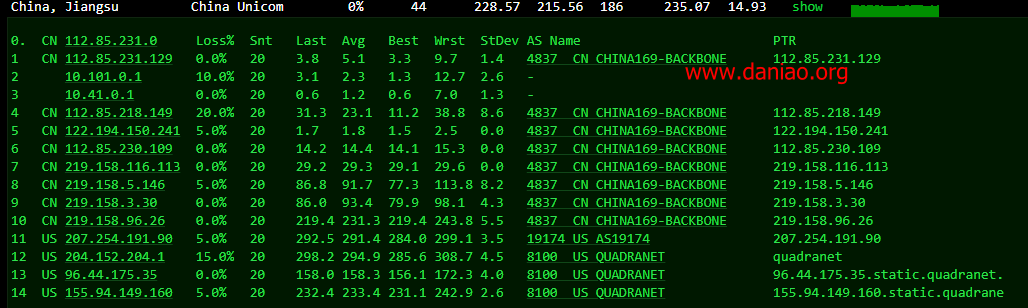 China, Jiangsu China Unicom 0% 44 228.57 215.56 186 235.07 14.93 show
0. CN 112.85.231.0 Loss% Snt Last Avg Best Wrst StDev AS Name PTR
1 CN 112.85.231.129 0.0% 20 3.8 5.1 3.3 9.7 1.4 4837 CN CHINA169-BACKBONE 112.85.231.129
www.daniao.org
2 10.101.0.1 10.0% 20 3.1 2.3 1.3 12.7 2.6 -
3 10.41.0.1 0.0% 20 0.6 1.2 0.6 7.0 1.3 -
4 CN 112.85.218.149 20.0% 20 31.3 23.1 11.2 38.8 8.6 4837 CN CHINA169-BACKBONE 112.85.218.149
5 CN 122.194.150.241 5.0% 20 1.7 1.8 1.5 2.5 0.0 4837 CN CHINA169-BACKBONE 122.194.150.241
6 CN 112.85.230.109 0.0% 20 14.2 14.4 14.1 15.3 0.0 4837 CN CHINA169-BACKBONE 112.85.230.109
7 CN 219.158.116.113 0.0% 20 29.2 29.3 29.1 29.6 0.0 4837 CN CHINA169-BACKBONE 219.158.116.113
8 CN 219.158.5.146 5.0% 20 86.8 91.7 77.3 113.8 8.2 4837 CN CHINA169-BACKBONE 219.158.5.146
9 CN 219.158.3.30 0.0% 20 86.0 93.4 79.9 98.1 4.3 4837 CN CHINA169-BACKBONE 219.158.3.30
10 CN 219.158.96.26 0.0% 20 219.4 231.3 219.4 243.8 5.5 4837 CN CHINA169-BACKBONE 219.158.96.26
11 US 207.254.191.90 5.0% 20 292.5 291.4 284.0 299.1 3.5 19174 US AS19174 207.254.191.90
12 US 204.152.204.1 15.0% 20 298.2 294.9 285.6 308.7 4.5 8100 US QUADRANET quadranet
13 US 96.44.175.35 0.0% 20 158.0 158.3 156.1 172.3 4.0 8100 US QUADRANET 96.44.175.35.static.quadranet.
14 US 155.94.149.160 5.0% 20 232.4 233.4 231.1 242.9 2.6 8100 US QUADRANET 155.94.149.160.static.quadrane